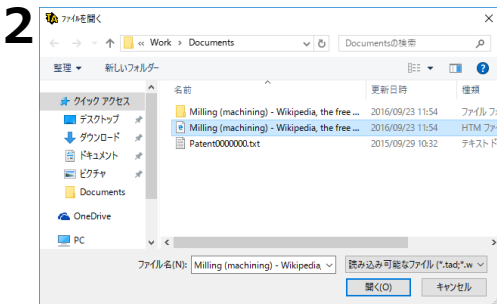 2
ファイルを開く
« Work > Documents
Documentsの検索
整理
新しいフォルダー
名前
更新日時
種類
クイック アクセス
デスクトップ
ダウンロード
ドキュメント
ピクチャ
Documents
OneDrive
PC
Milling (machining) - Wikipedia, the free ...
2016/09/23 11:54
ファイル フ
Milling (machining) - Wikipedia, the free ...
2016/09/23 11:54
HTM ファ
Patent0000000.txt
2015/09/29 10:32
テキスト ド
ファイル名(N):
Milling (machining) - Wikipedia,
読み込み可能なファイル (*.tad;*.w
開く(O)
キャンセル